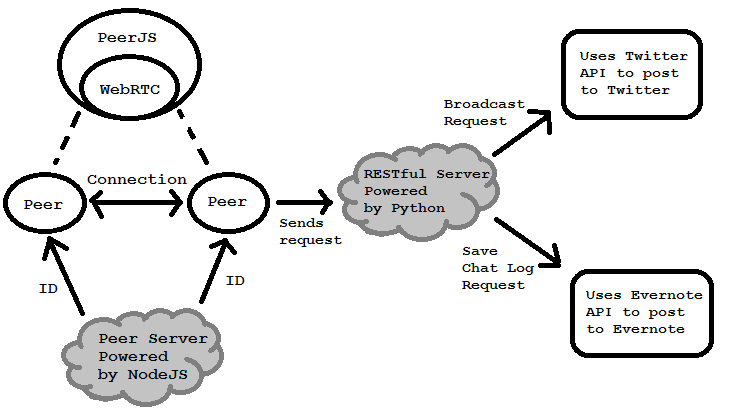 PeerJS
WebRTC
Connection
Peer
Peer
ID
ID
Peer Server
Powered
by NodeJS
Sends
request
RESTful Server
Powered
by Python
Broadcast
Request
Uses Twitter
API to post
to Twitter
Save
Chat Log
Request
Uses Evernote
API to post
to Evernote